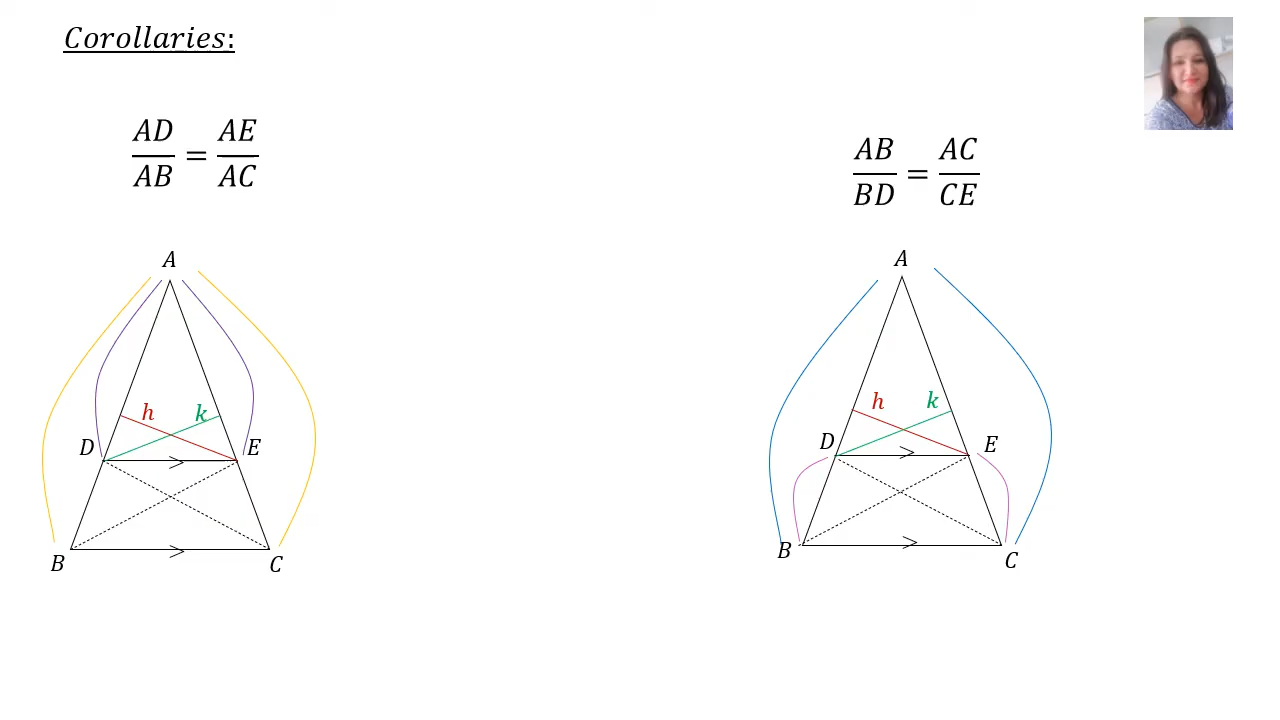 Corollaries:
AD/AB = AE/AC
AB/BD = AC/CE
A
h
k
D
E
B
C
A
h
k
D
E
B
C